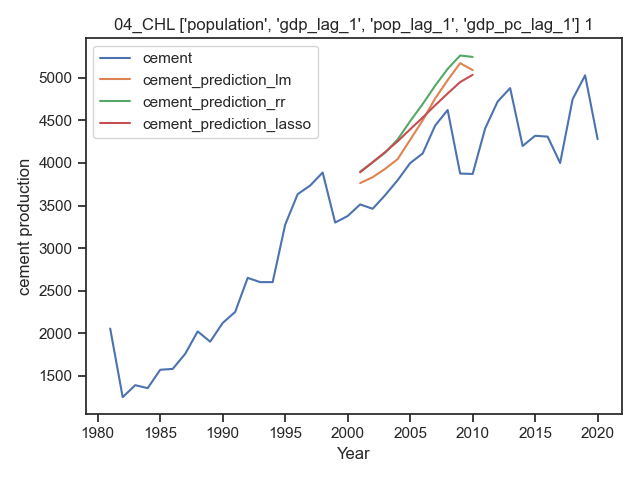 04_CHL ['population', 'gdp_lag_1', 'pop_lag_1', 'gdp_pc_lag_1'] 1
cement
cement_prediction_lm
cement_prediction_rr
cement_prediction_lasso
cement production
5000
4500
4000
3500
3000
2500
2000
1500
1980
1985
1990
1995
2000
2005
2010
2015
2020
Year